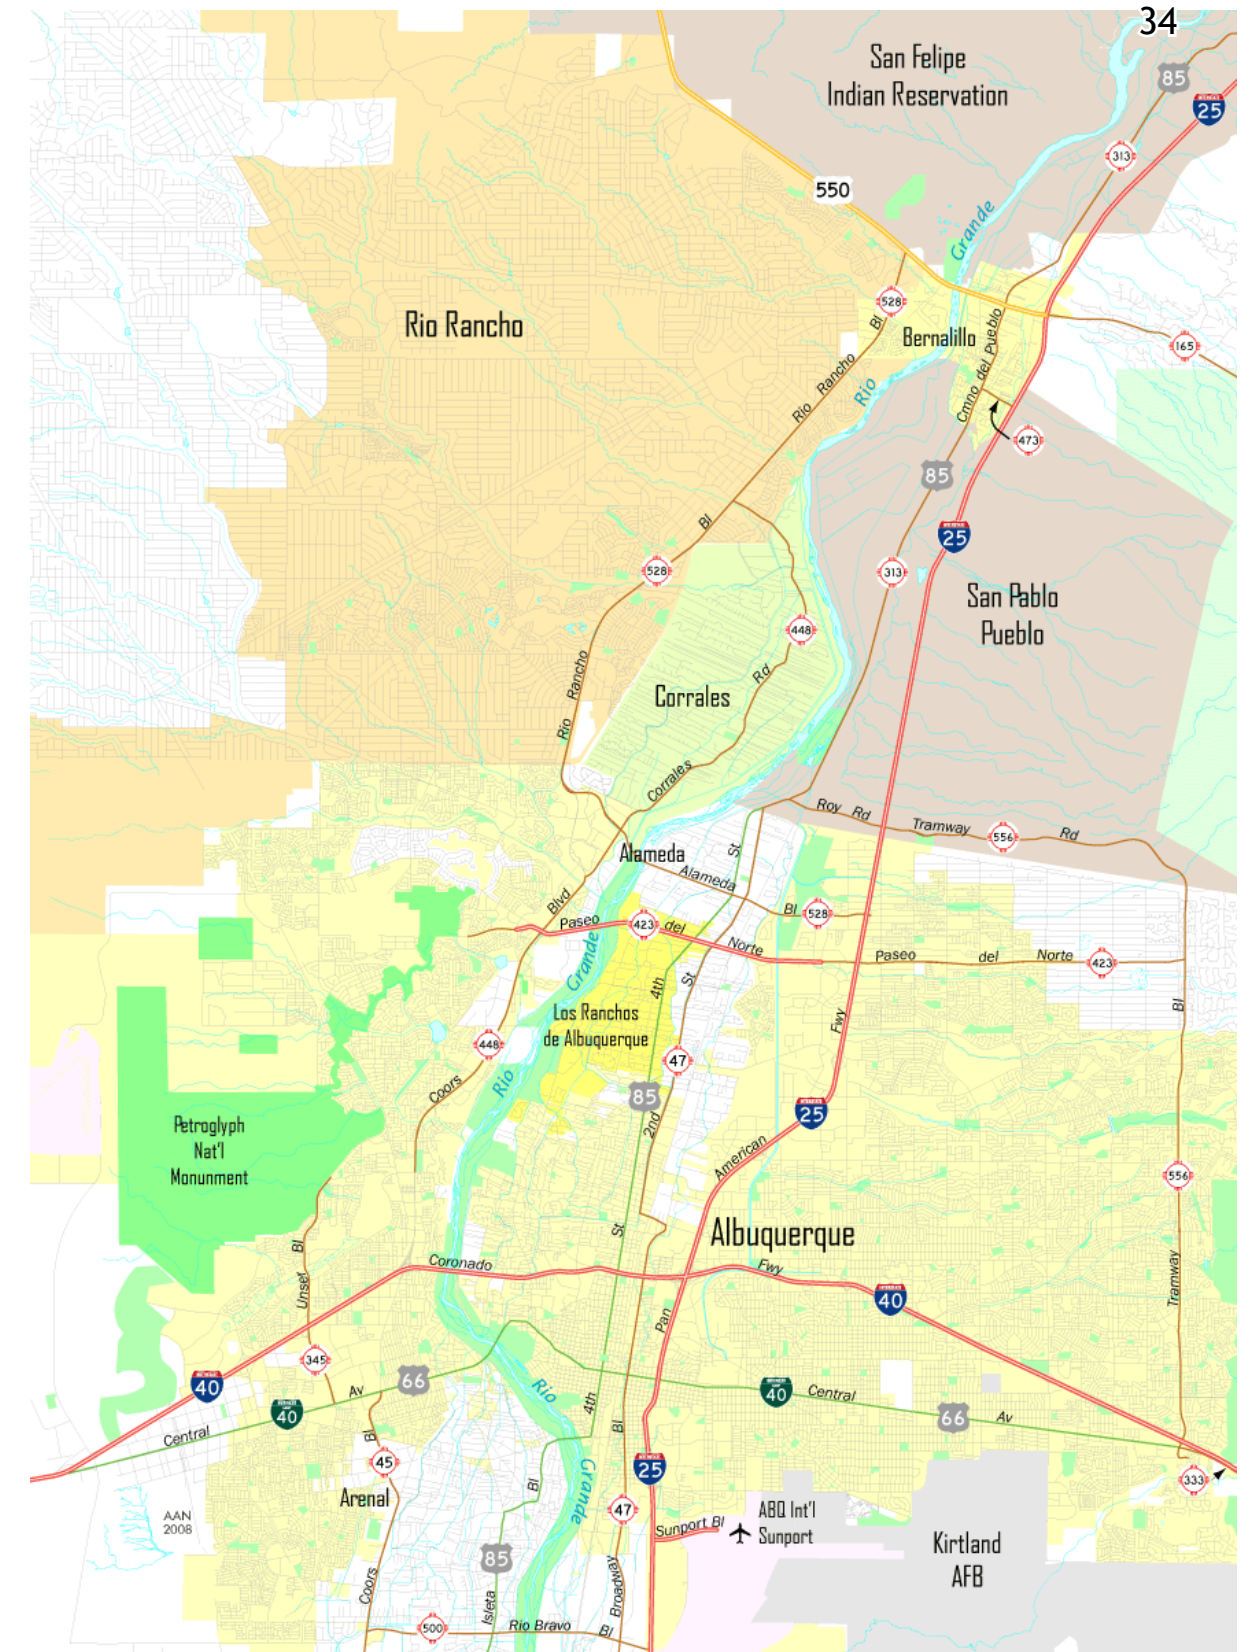 34
San Felipe
Indian Reservation
85
25
313
550
Rio
Grande
528
Bl
Rio Rancho
Bernalillo
Cmno del Pueblo
165
Rio Rancho
Rio
473
85
Bl
25
528
313
San Pablo
Pueblo
448
Rio Rancho
Corrales
Rd
Corrales
Roy Rd
Tramway
556
Rd
Alameda
St
Alameda
Bl
528
Blvd
Paseo
423
del
Norte
Paseo
del
Norte
423
Grande
4th
St
Bl
Los Ranchos
de Albuquerque
Fwy
448
47
Rio
Coors
85
2nd
25
Petroglyph
Nat'l
Monunment
American
556
St
Albuquerque
Bl
Coronado
Fwy
Unser
Tramway
40
Pan
345
40
66
Av
40
Rio
40
Central
66
Av
Central
4th
Bl
Bl
45
25
333
Arenal
Bl
Grande
AAN
2008
47
Sunport Bl
ABQ Int'l
Sunport
Kirtland
AFB
85
Coors
Isleta
Broadway
500
Rio Bravo
Bl